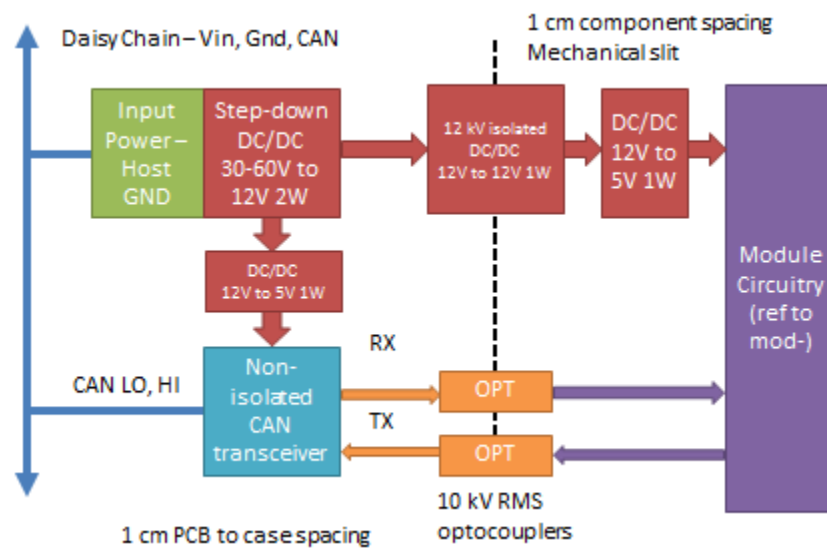 Daisy Chain – Vin, Gnd, CAN
1 cm component spacing
Mechanical slit
Input
Power –
Host
GND
Step-down
DC/DC
30-60V to
12V 2W
12 kV isolated
DC/DC
12V to 12V 1W
DC/DC
12V to
5V 1W
Module
Circuitry
(ref to
mod-)
DC/DC
12V to 5V 1W
CAN LO, HI
Non-
isolated
CAN
transceiver
RX
OPT
TX
OPT
10 kV RMS
optocouplers
1 cm PCB to case spacing